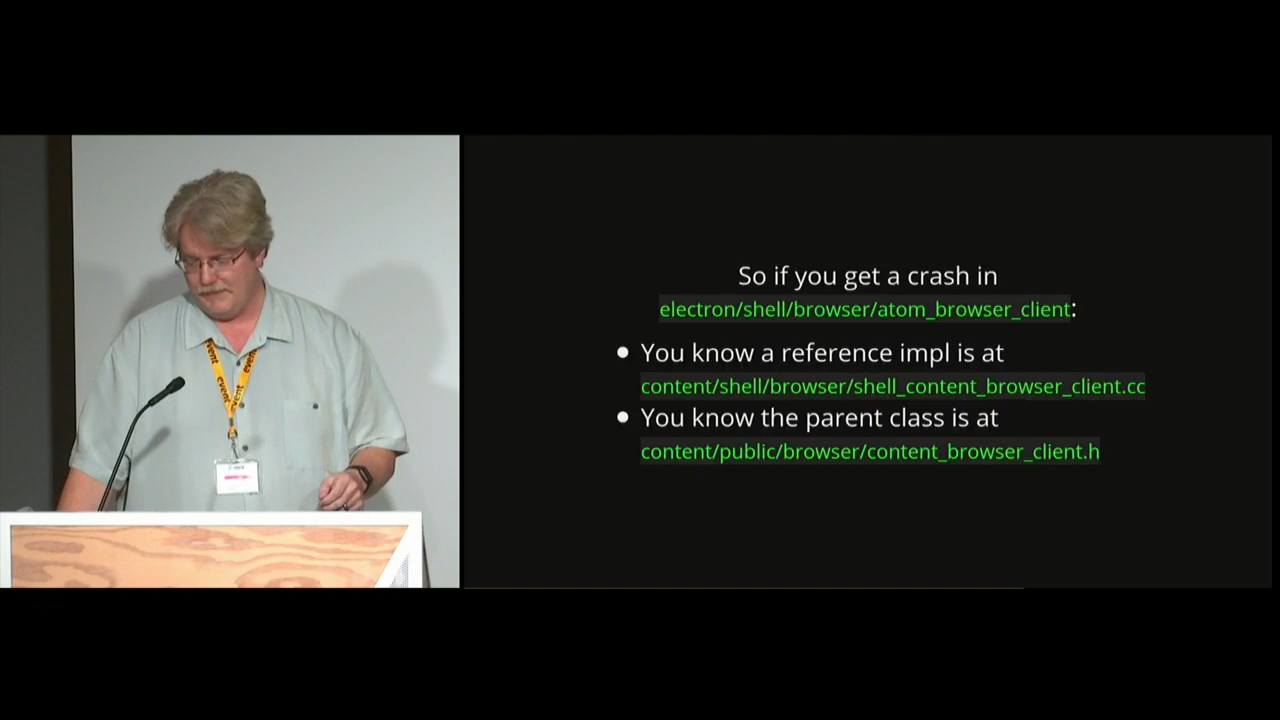 So if you get a crash in
electron/shell/browser/atom_browser_client:
You know a reference impl is at
content/shell/browser/shell_content_browser_client.cc
You know the parent class is at
content/public/browser/content_browser_client.h
event